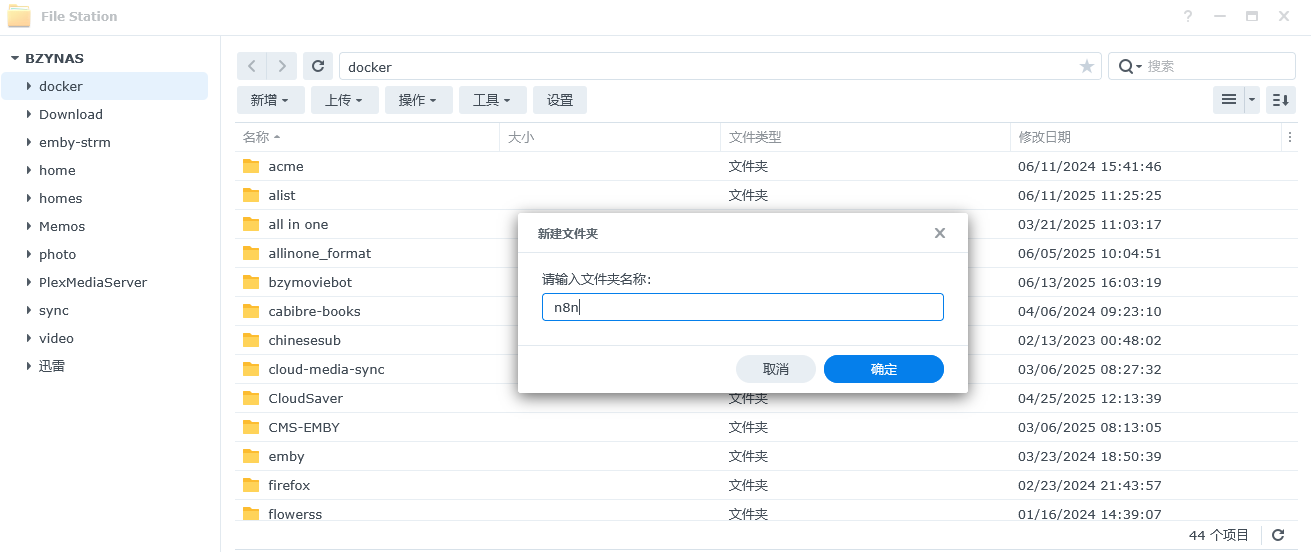 File Station
BZYNAS
docker
Download
emby-strm
home
homes
Memos
photo
PlexMediaServer
sync
video
迅雷
docker
搜索
新增 上传 操作 工具 设置
名称 大小 文件类型 修改日期
acme 文件夹 06/11/2024 15:41:46
alist 文件夹 06/11/2025 11:25:25
all in one 03/21/2025 11:03:17
allinone_format 06/05/2025 10:04:51
bzymoviebot 06/13/2025 16:03:19
cabibre-books 04/06/2024 09:23:10
chinesesub 02/13/2023 00:48:02
cloud-media-sync 03/06/2025 08:27:32
CloudSaver 文件夹 04/25/2025 12:13:39
CMS-EMBY 文件夹 03/06/2025 08:13:05
emby 文件夹 03/23/2024 18:50:39
firefox 文件夹 02/23/2024 21:43:57
flowerss 文件夹 01/16/2024 14:39:07
44 个项目
新建文件夹
请输入文件夹名称:
n8n
取消 确定